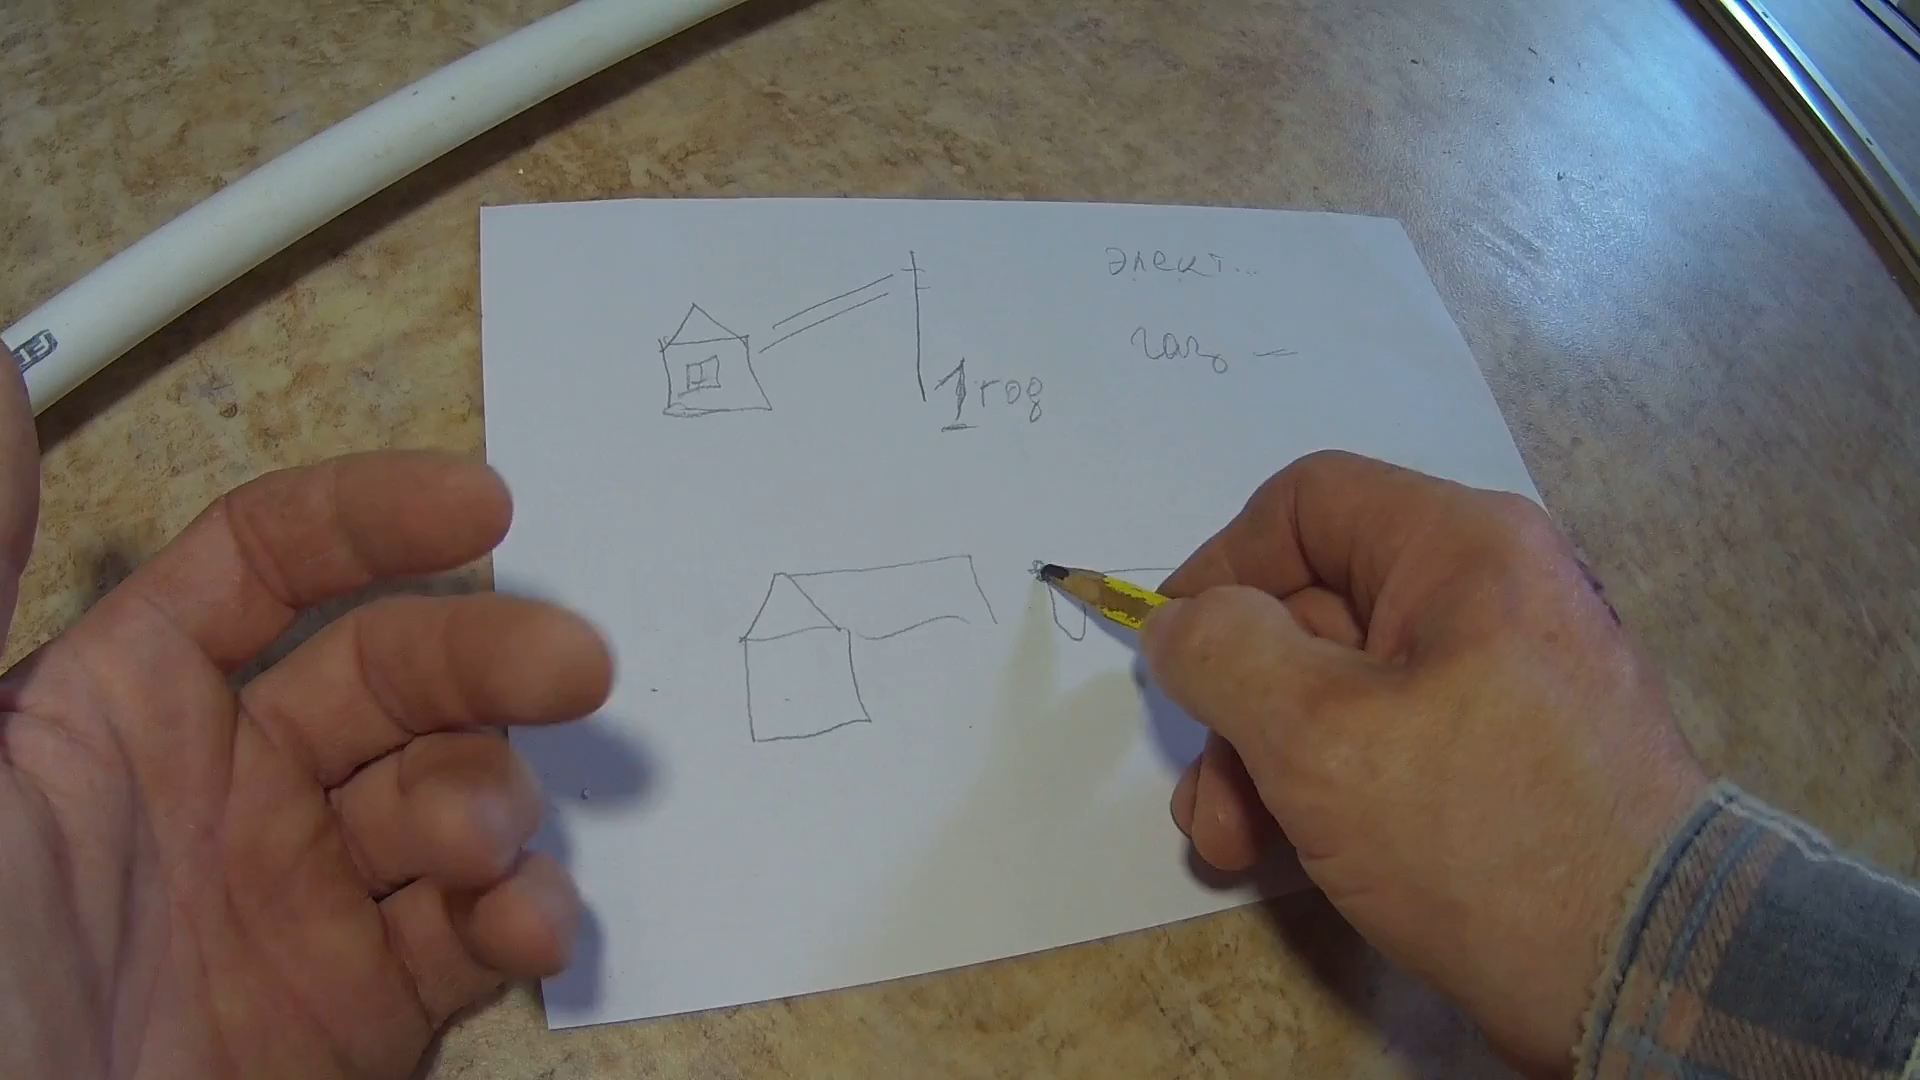 элект...
газ —
1 год